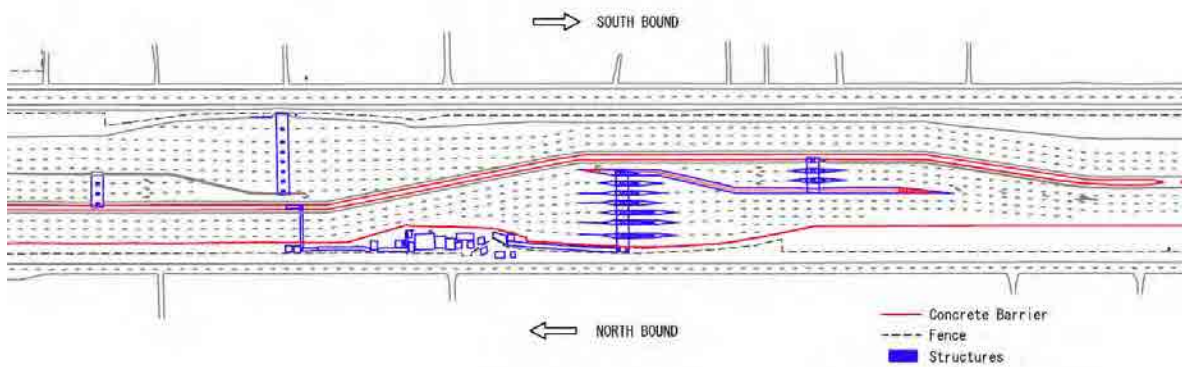 SOUTH BOUND
NORTH BOUND
Concrete Barrier
Fence
Structures